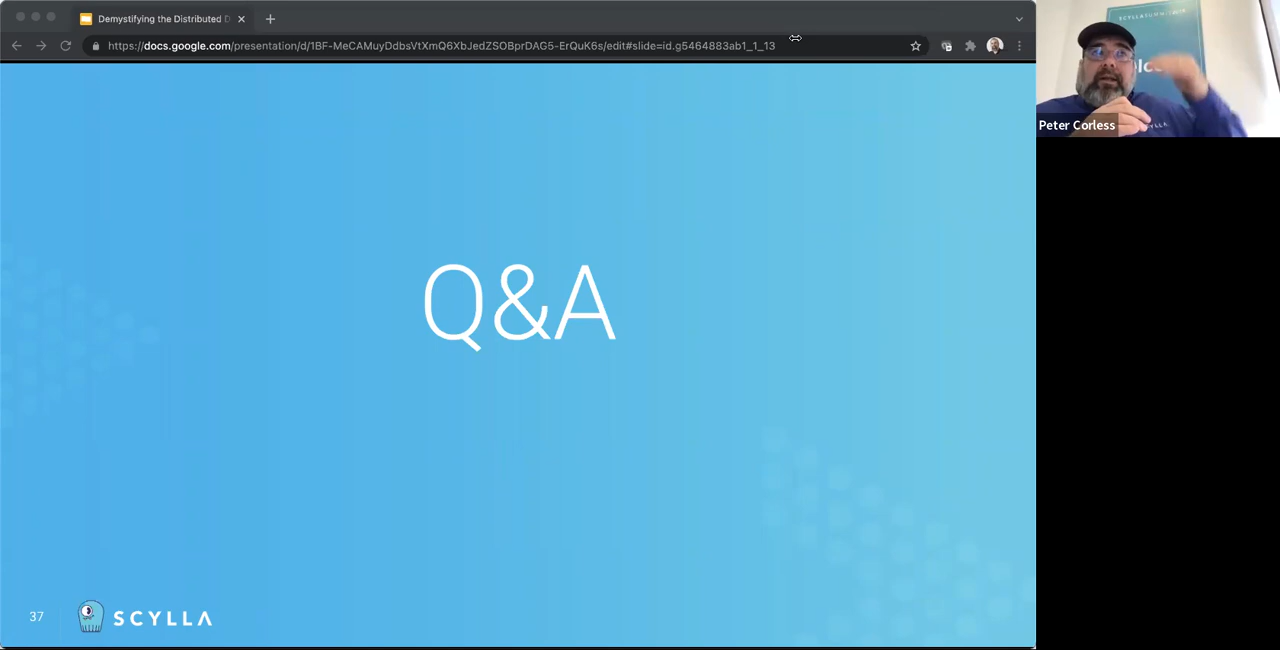 Demystifying the Distributed D
https://docs.google.com/presentation/d/1BF-MeCAMuyDdbsVtXmQ6XbJedZSOBprDAG5-ErQuK6s/edit#slide=id.g5464883ab1_1_13
Peter Corless
Q&A
37
SCYLLA